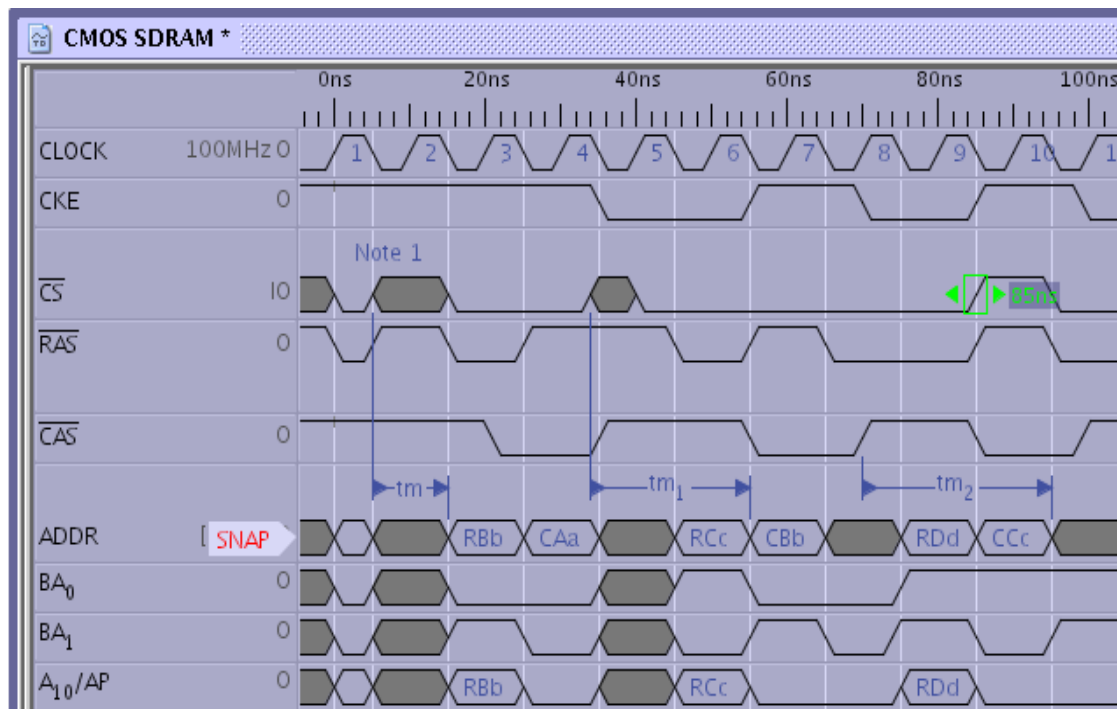 CMOS SDRAM *
0ns 20ns 40ns 60ns 80ns 100ns
CLOCK 100MHz 0 1 2 3 4 5 6 7 8 9 10 1
CKE 0
Note 1
CS I0 85ns
RAS 0
CAS 0
tm tm1 tm2
ADDR [ SNAP RBb CAa RCc CBb RDd CCc
BA0 0
BA1 0
A10/AP 0 RBb RCc RDd